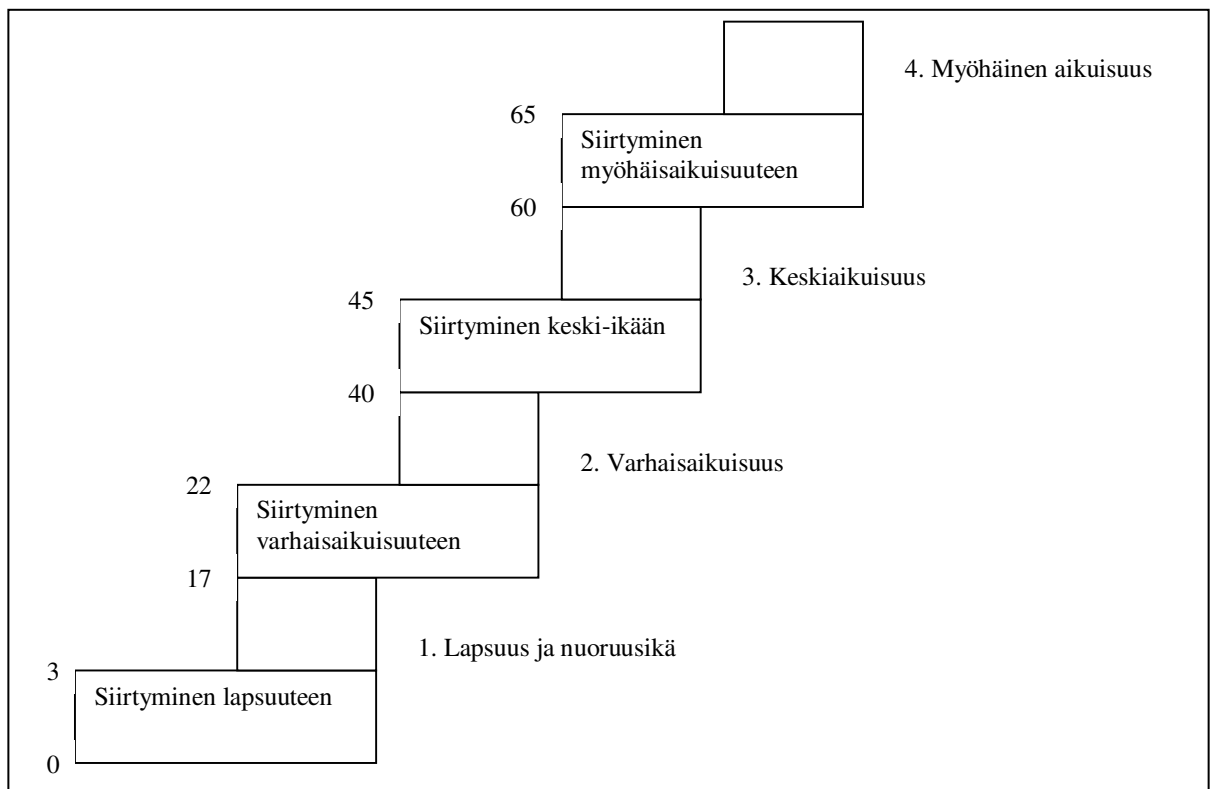 4. Myöhäinen aikuisuus
65
Siirtyminen
myöhäisaikuisuuteen
60
3. Keskiaikuisuus
45
Siirtyminen keski-ikään
40
2. Varhaisaikuisuus
22
Siirtyminen
varhaisaikuisuuteen
17
1. Lapsuus ja nuoruusikä
3
Siirtyminen lapsuuteen
0